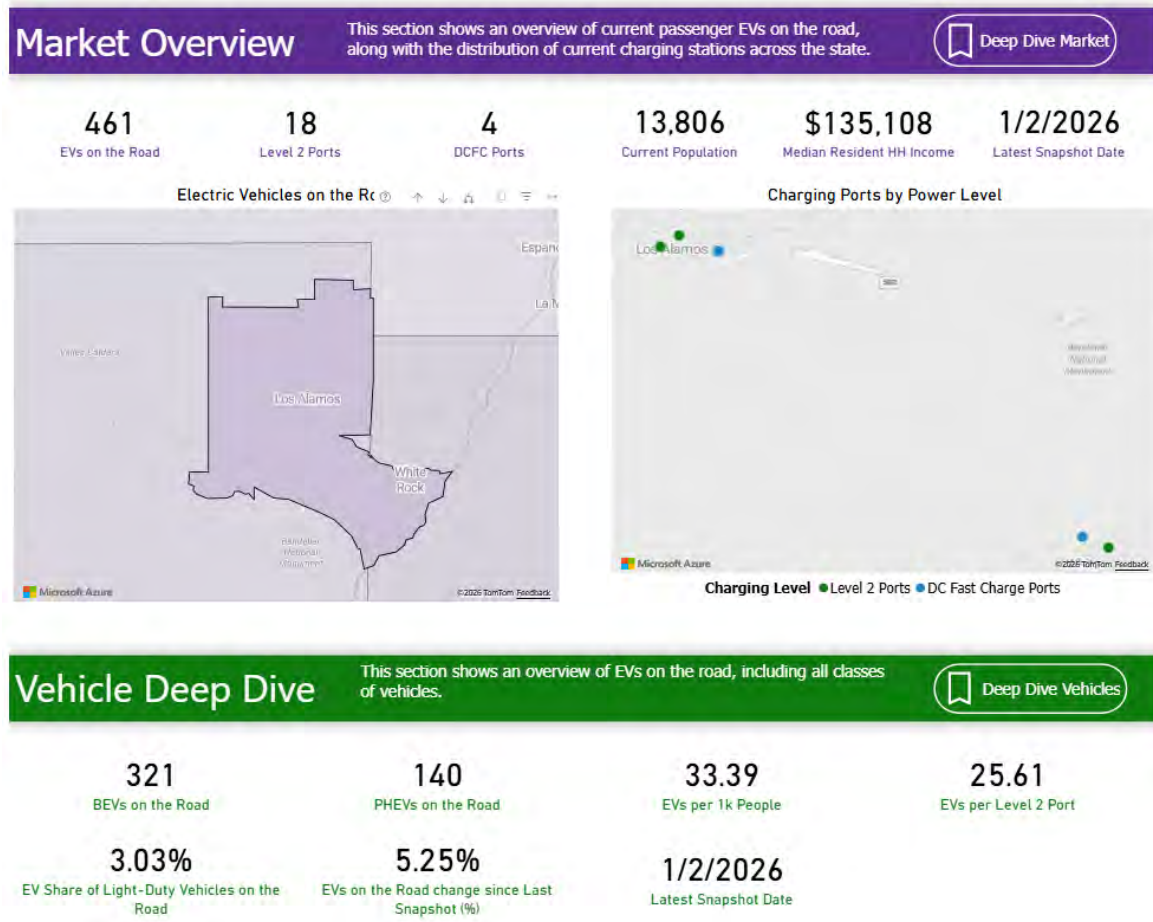 Market Overview
This section shows an overview of current passenger EVs on the road,
along with the distribution of current charging stations across the state.
Deep Dive Market
461
EVs on the Road
18
Level 2 Ports
4
DCFC Ports
13,806
Current Population
$135,108
Median Resident HH Income
1/2/2026
Latest Snapshot Date
Electric Vehicles on the Ro
Espan
La M
Los Alamos
White
Rock
Bandelier
National
Monument
Microsoft Azure
©2026 TomTom Feedback
Charging Ports by Power Level
Los Alamos
Bandelier
National
Monument
Microsoft Azure
©2026 TomTom Feedback
Charging Level Level 2 Ports DC Fast Charge Ports
Vehicle Deep Dive
This section shows an overview of EVs on the road, including all classes
of vehicles.
Deep Dive Vehicles
321
BEVs on the Road
140
PHEVs on the Road
33.39
EVs per 1k People
25.61
EVs per Level 2 Port
3.03%
EV Share of Light-Duty Vehicles on the
Road
5.25%
EVs on the Road change since Last
Snapshot (%)
1/2/2026
Latest Snapshot Date